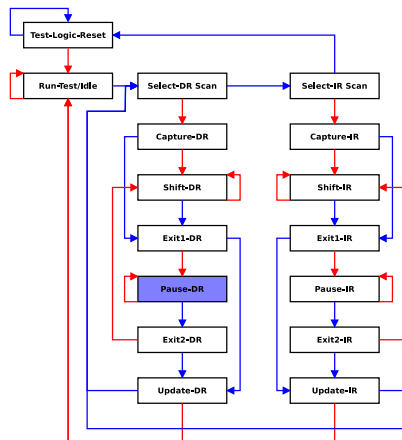 Test-Logic-Reset
Run-Test/Idle
Select-DR Scan
Select-IR Scan
Capture-DR
Capture-IR
Shift-DR
Shift-IR
Exit1-DR
Exit1-IR
Pause-DR
Pause-IR
Exit2-DR
Exit2-IR
Update-DR
Update-IR